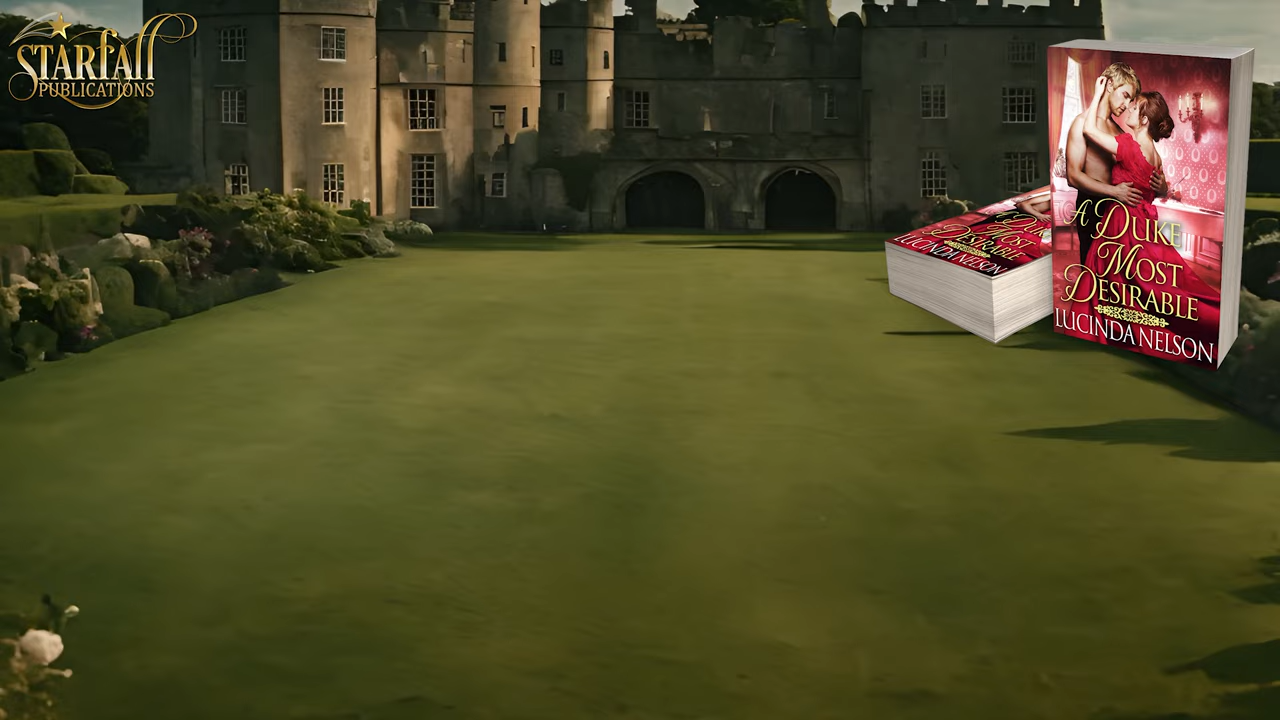 STARfall
PUBLICATIONS
A DUKE
MOST
DESIRABLE
LUCINDA NELSON
A DUKE
MOST
DESIRABLE
LUCINDA NELSON